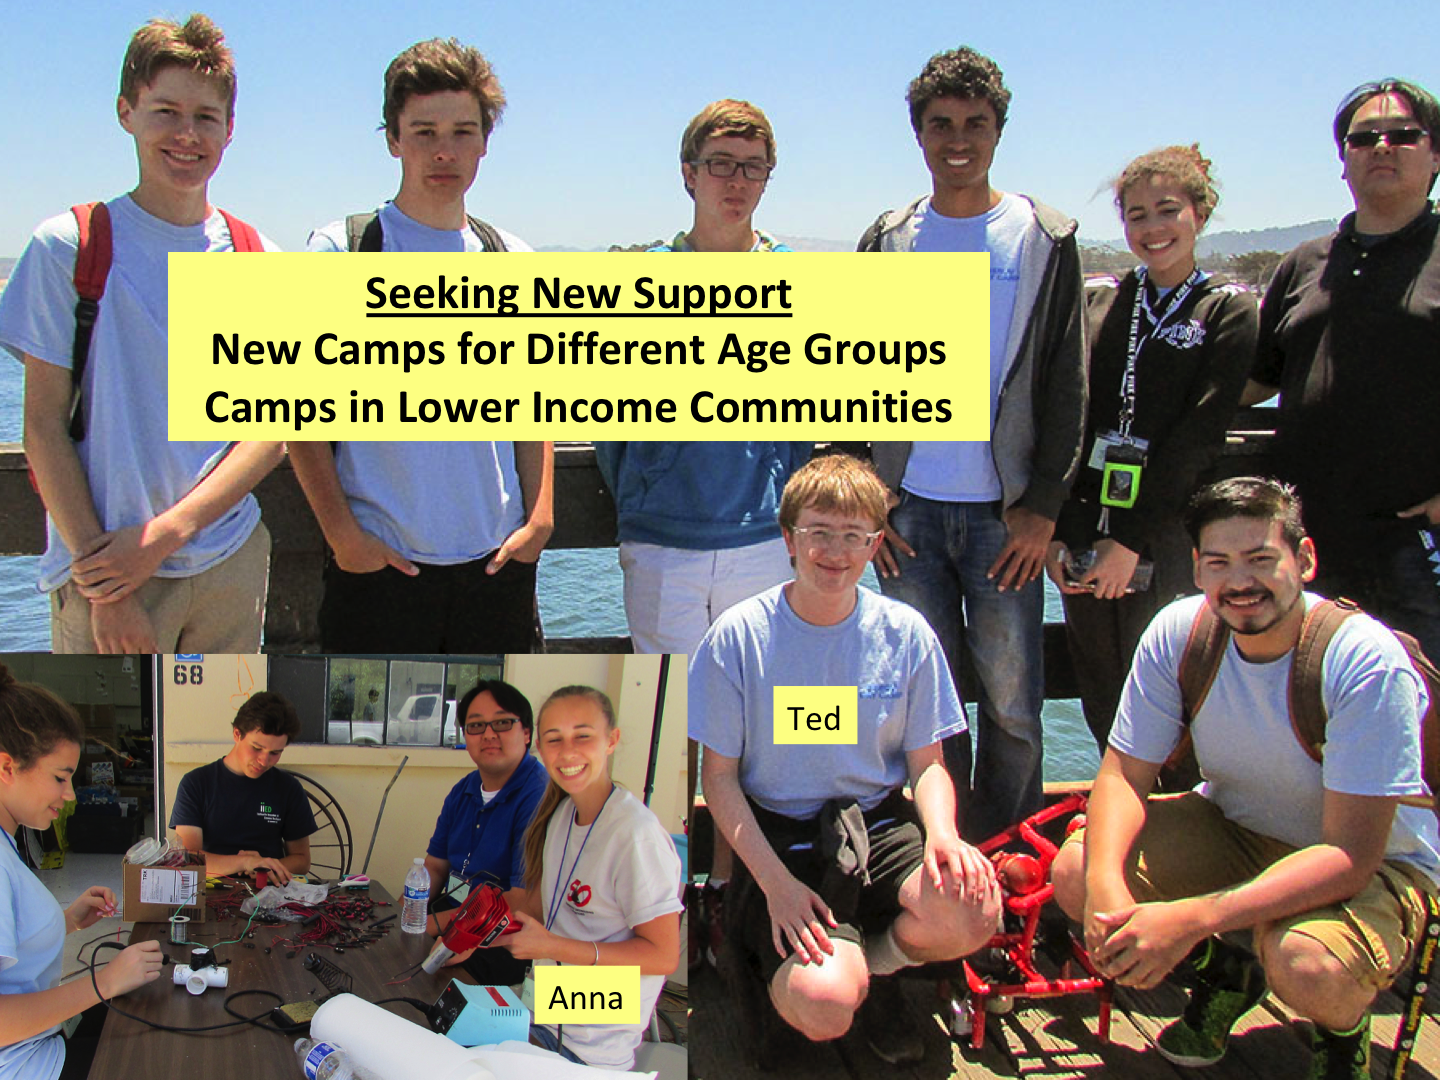 Seeking New Support
New Camps for Different Age Groups
Camps in Lower Income Communities
Ted
68
Anna